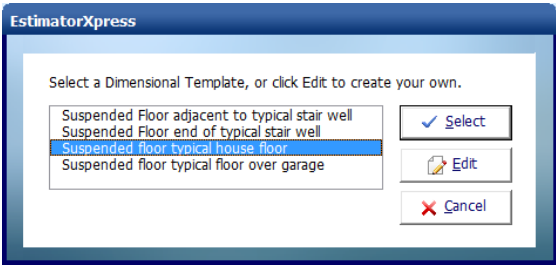 EstimatorXpress
Select a Dimensional Template, or click Edit to create your own.
Suspended Floor adjacent to typical stair well
Suspended Floor end of typical stair well
Suspended floor typical house floor
Suspended floor typical floor over garage
Select
Edit
Cancel